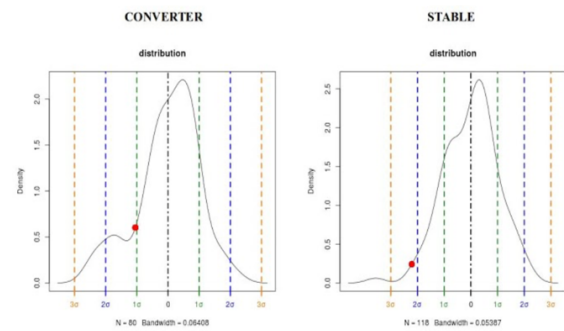 CONVERTER
distribution
Density
0.0 0.5 1.0 1.5 2.0
3σ 2σ 1σ 0 1σ 2σ 3σ
N = 80 Bandwidth = 0.06408
STABLE
distribution
Density
0.0 0.5 1.0 1.5 2.0 2.5
3σ 2σ 1σ 0 1σ 2σ 3σ
N = 118 Bandwidth = 0.05387